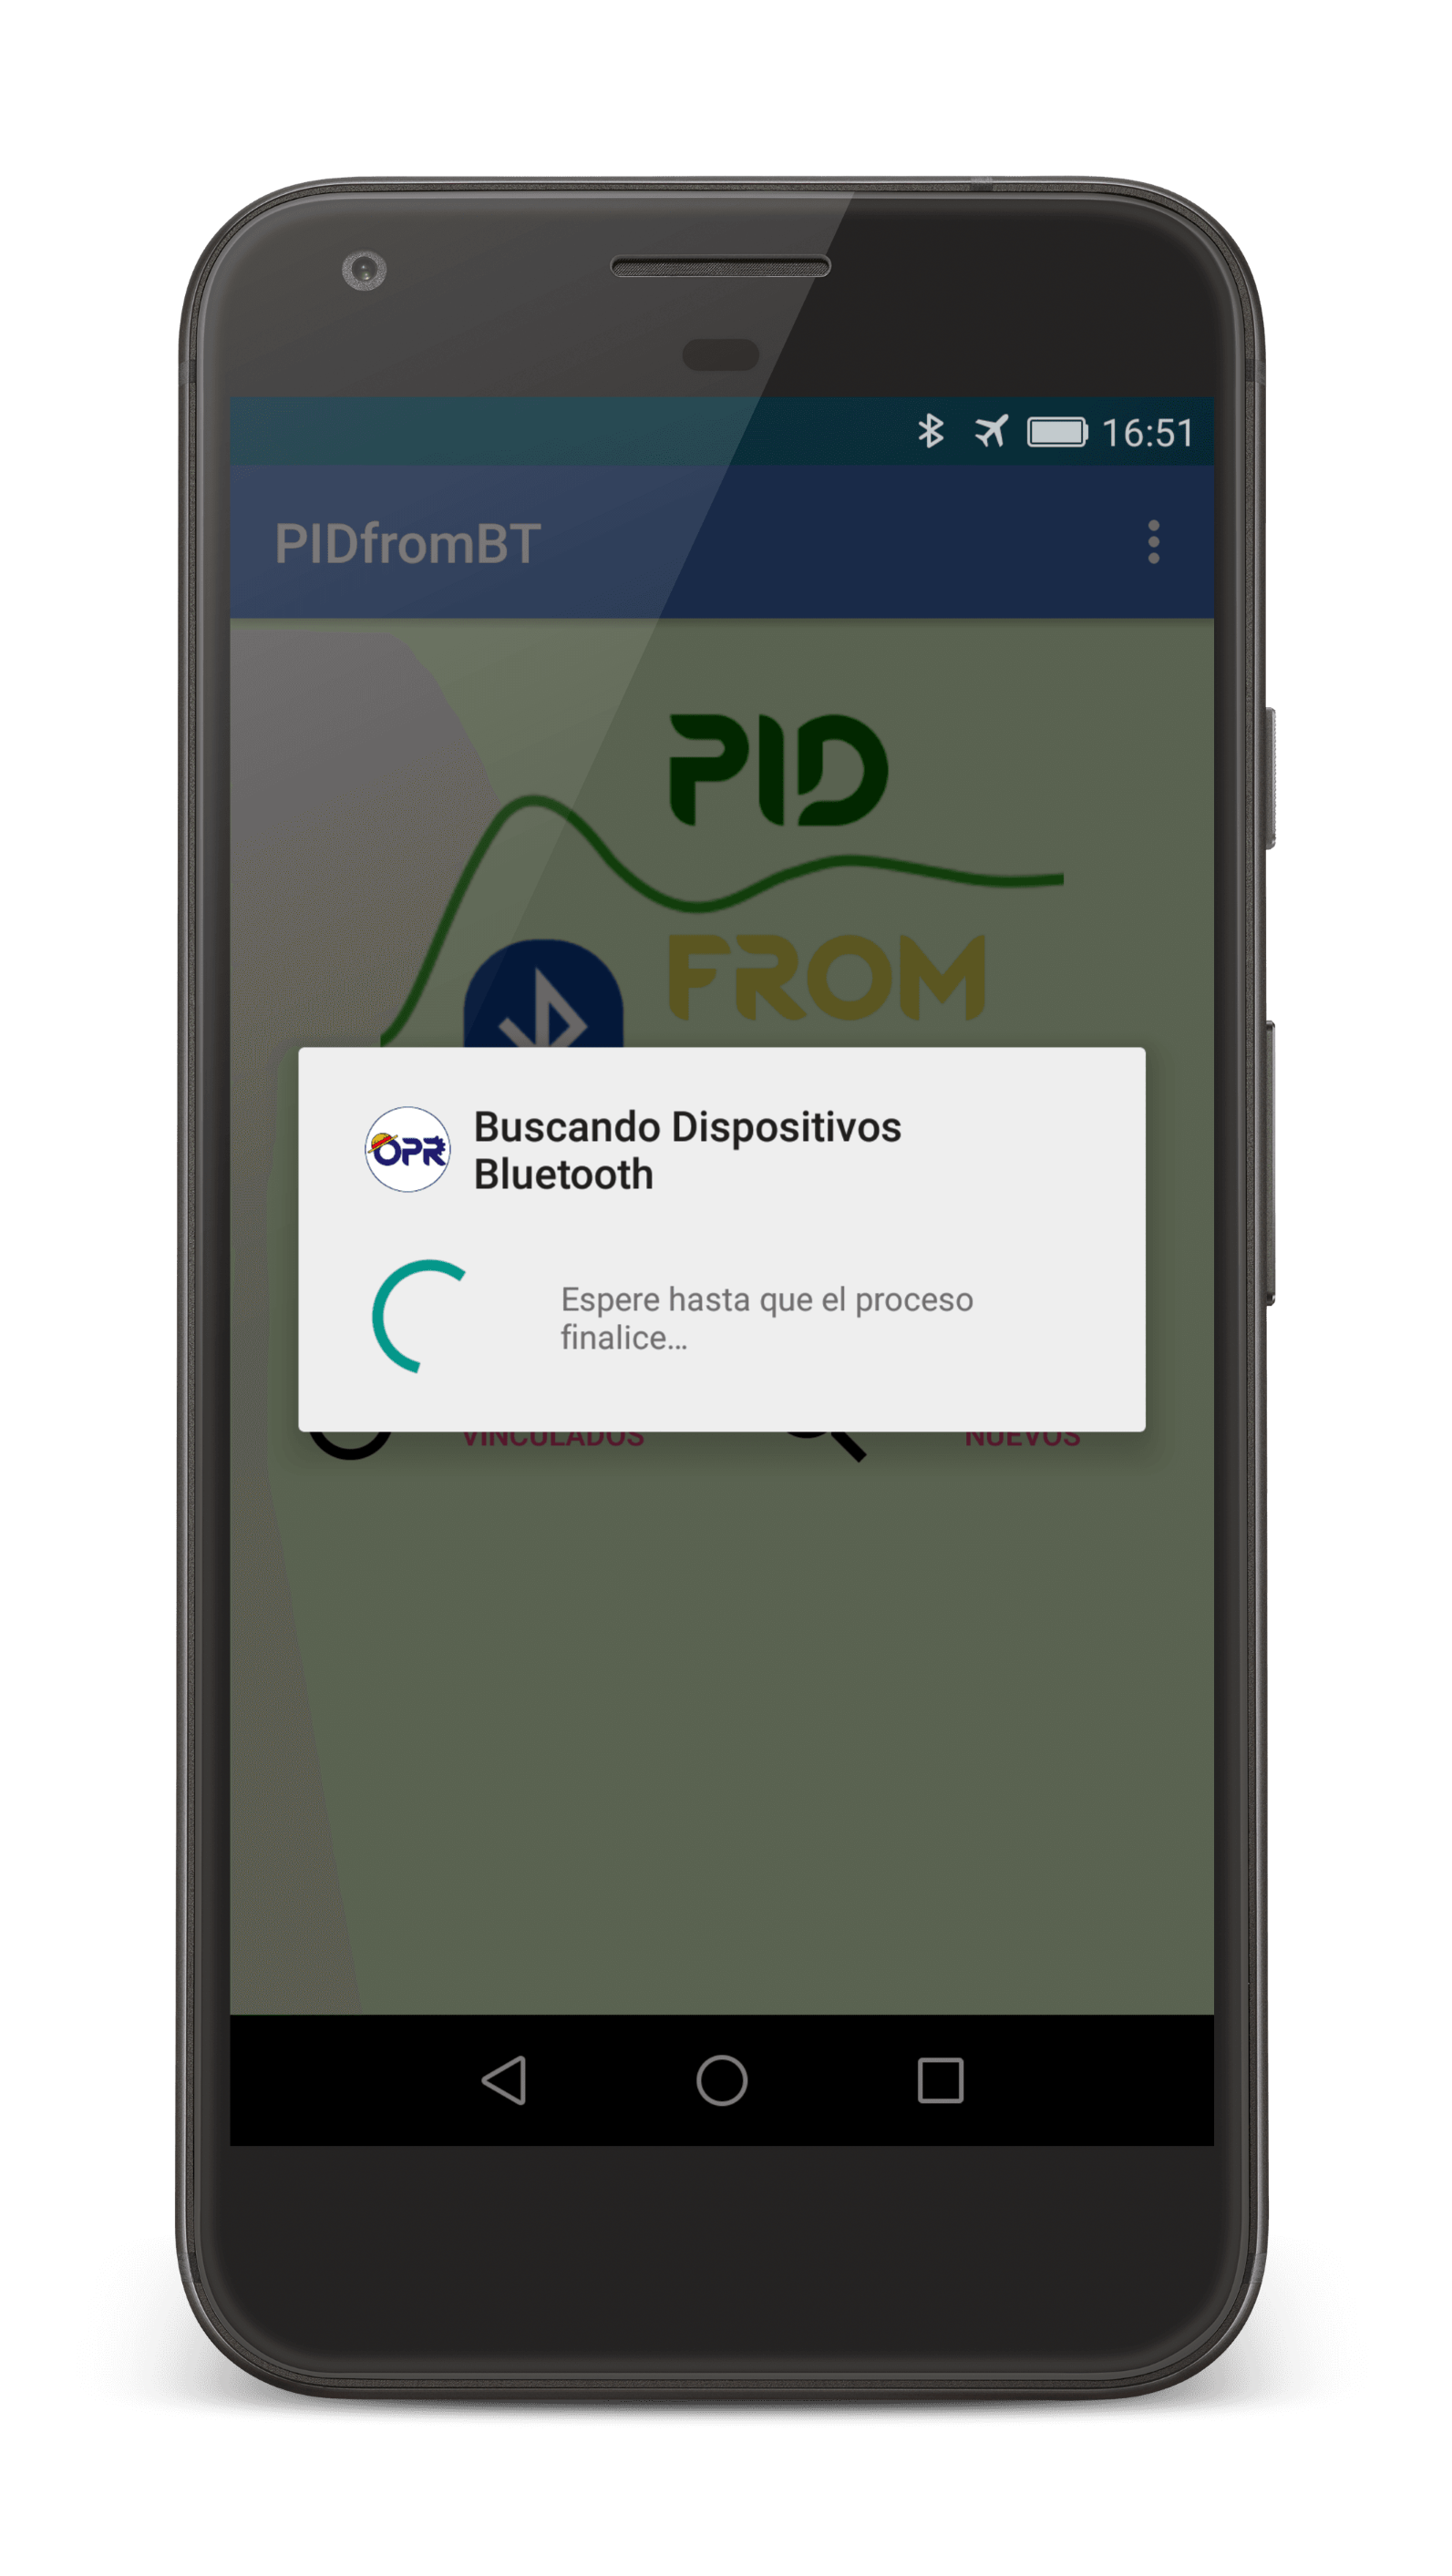 16:51
PIDfromBT
PID
FROM
OPR
Buscando Dispositivos
Bluetooth
Espere hasta que el proceso
finalice...
VINCULADOS
NUEVOS